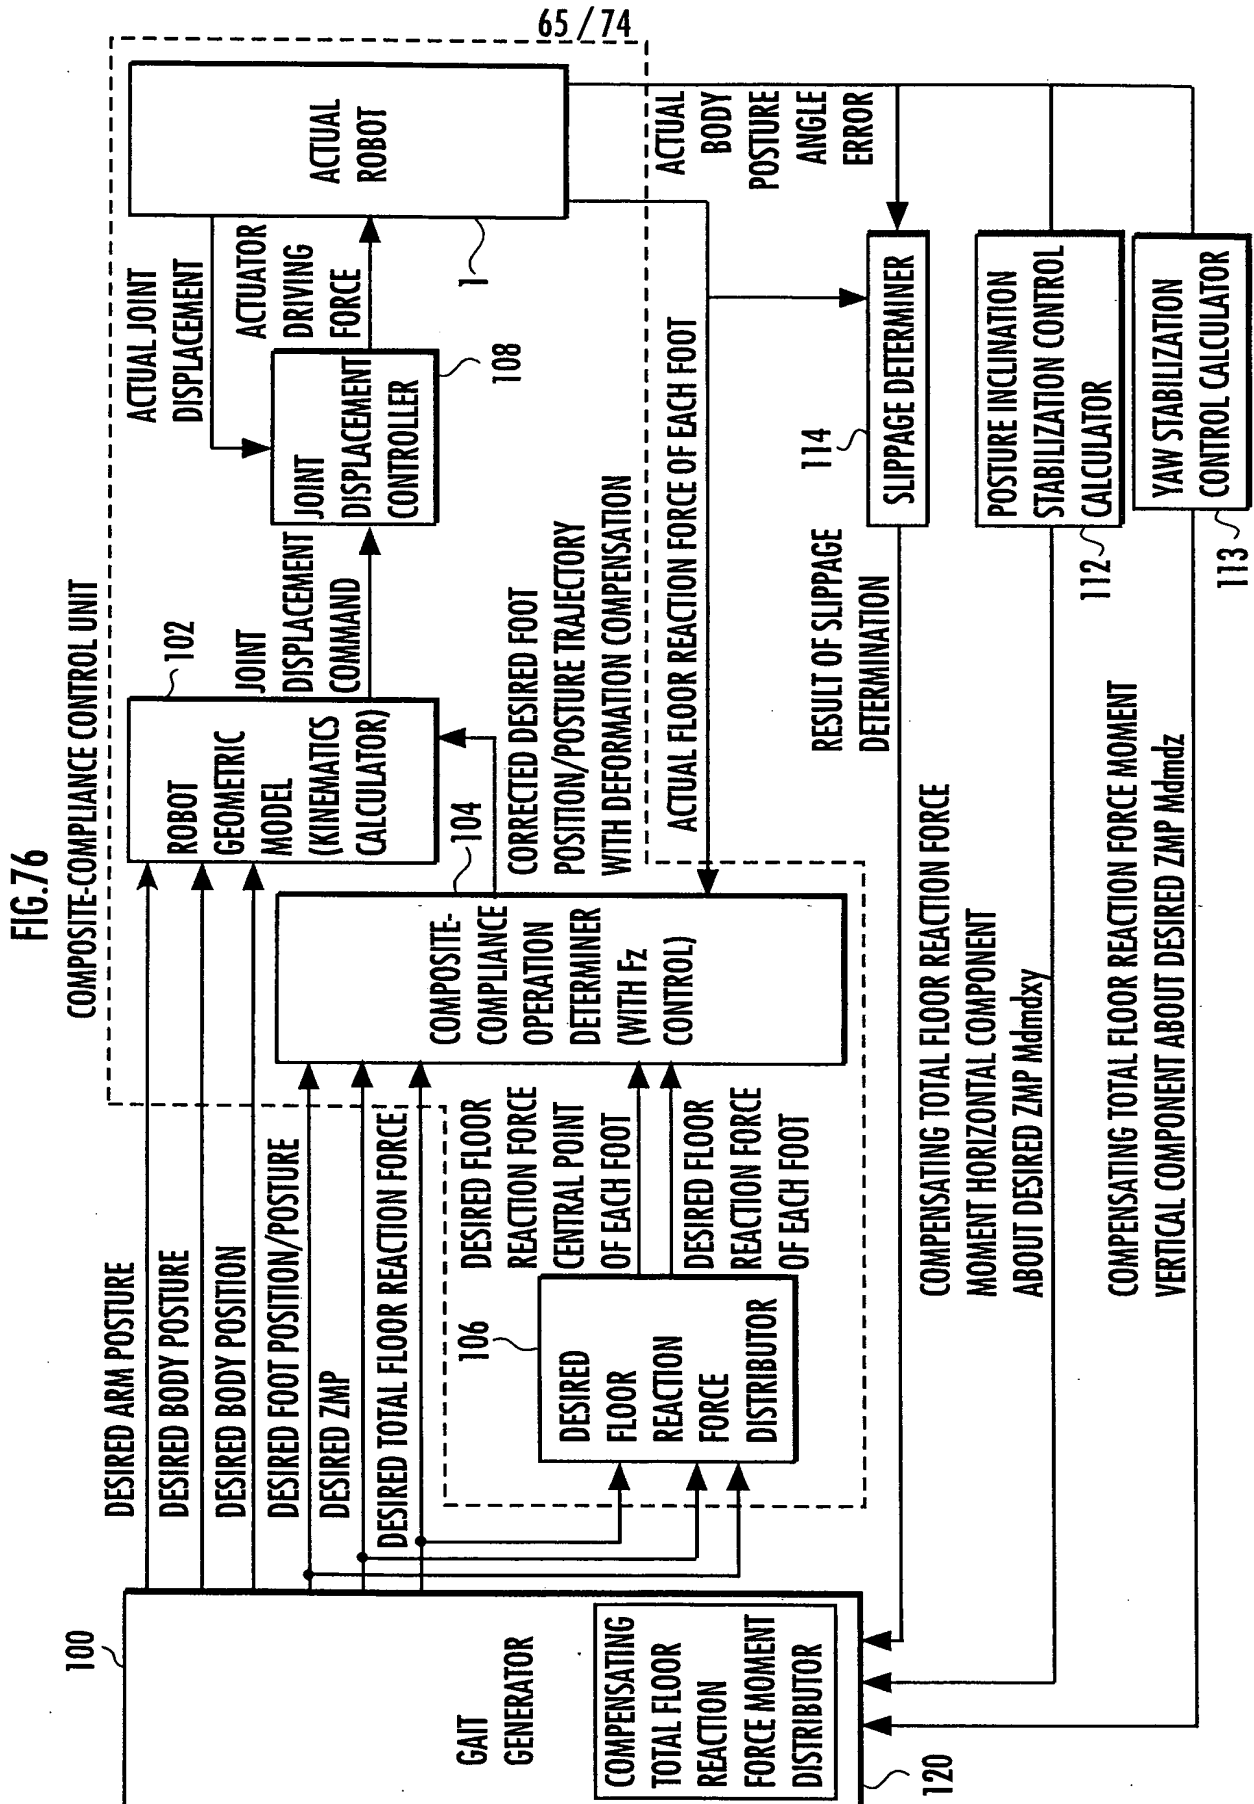 65/74
FIG.76
COMPOSITE-COMPLIANCE CONTROL UNIT
100
GAIT
GENERATOR
COMPENSATING
TOTAL FLOOR
REACTION
FORCE MOMENT
DISTRIBUTOR
120
DESIRED ARM POSTURE
DESIRED BODY POSTURE
DESIRED BODY POSITION
DESIRED FOOT POSITION/POSTURE
DESIRED ZMP
DESIRED TOTAL FLOOR REACTION FORCE
106
DESIRED
FLOOR
REACTION
FORCE
DISTRIBUTOR
DESIRED FLOOR
REACTION FORCE
CENTRAL POINT
OF EACH FOOT
DESIRED FLOOR
REACTION FORCE
OF EACH FOOT
COMPOSITE-
COMPLIANCE
OPERATION
DETERMINER
(WITH Fz
CONTROL)
104
ROBOT
GEOMETRIC
MODEL
(KINEMATICS
CALCULATOR)
102
CORRECTED DESIRED FOOT
POSITION/POSTURE TRAJECTORY
WITH DEFORMATION COMPENSATION
JOINT
DISPLACEMENT
COMMAND
JOINT
DISPLACEMENT
CONTROLLER
108
ACTUAL JOINT
DISPLACEMENT
ACTUATOR
DRIVING
FORCE
ACTUAL
ROBOT
1
ACTUAL FLOOR REACTION FORCE OF EACH FOOT
ACTUAL
BODY
POSTURE
ANGLE
ERROR
SLIPPAGE DETERMINER
114
RESULT OF SLIPPAGE
DETERMINATION
POSTURE INCLINATION
STABILIZATION CONTROL
CALCULATOR
112
COMPENSATING TOTAL FLOOR REACTION FORCE
MOMENT HORIZONTAL COMPONENT
ABOUT DESIRED ZMP Mdmdxy
YAW STABILIZATION
CONTROL CALCULATOR
113
COMPENSATING TOTAL FLOOR REACTION FORCE MOMENT
VERTICAL COMPONENT ABOUT DESIRED ZMP Mdmdz